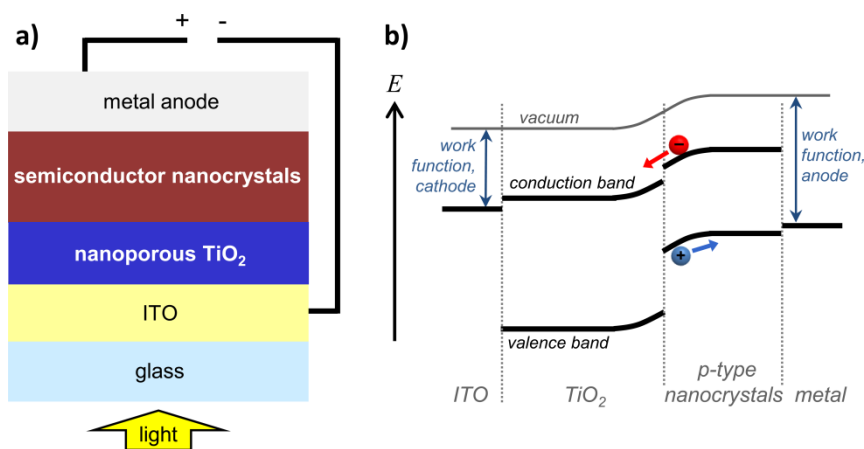 a)
+ -
metal anode
semiconductor nanocrystals
nanoporous TiO₂
ITO
glass
light
b)
E
vacuum
work
function,
cathode
conduction band
−
work
function,
anode
+
valence band
ITO
TiO₂
p-type
nanocrystals
metal